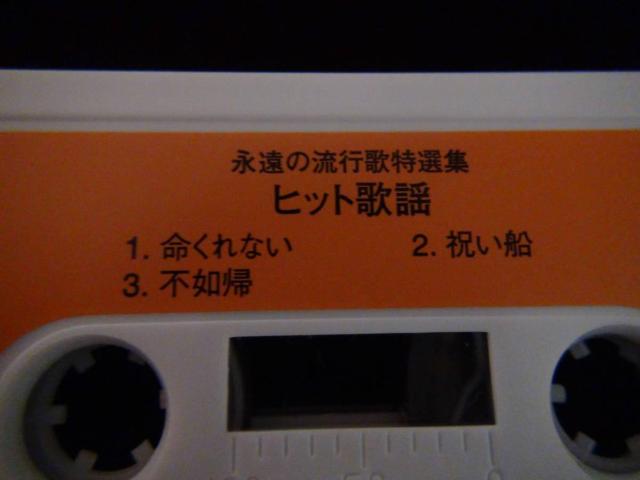 永遠の流行歌特選集
ヒット歌謡
1. 命くれない 2. 祝い船
3. 不如帰